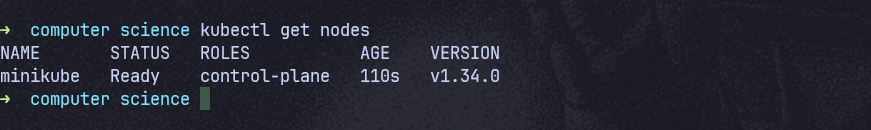 ➜  computer science kubectl get nodes
NAME       STATUS   ROLES           AGE    VERSION
minikube   Ready    control-plane   110s   v1.34.0
➜  computer science